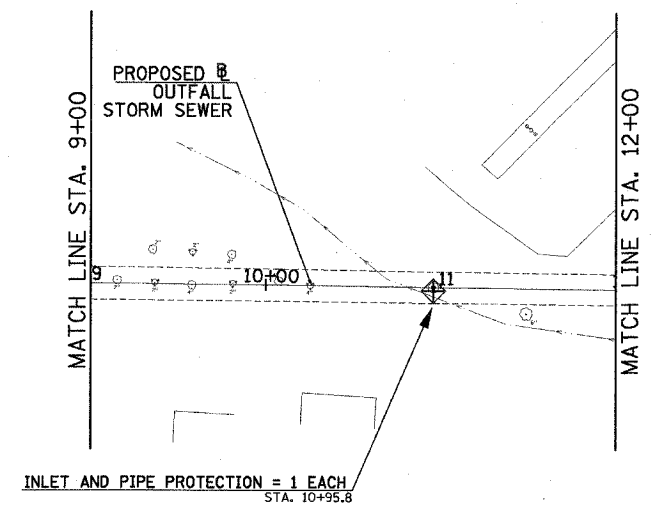 PROPOSED ℄
OUTFALL
STORM SEWER
MATCH LINE STA. 9+00
MATCH LINE STA. 12+00
9
10+00
11
INLET AND PIPE PROTECTION = 1 EACH
STA. 10+95.8